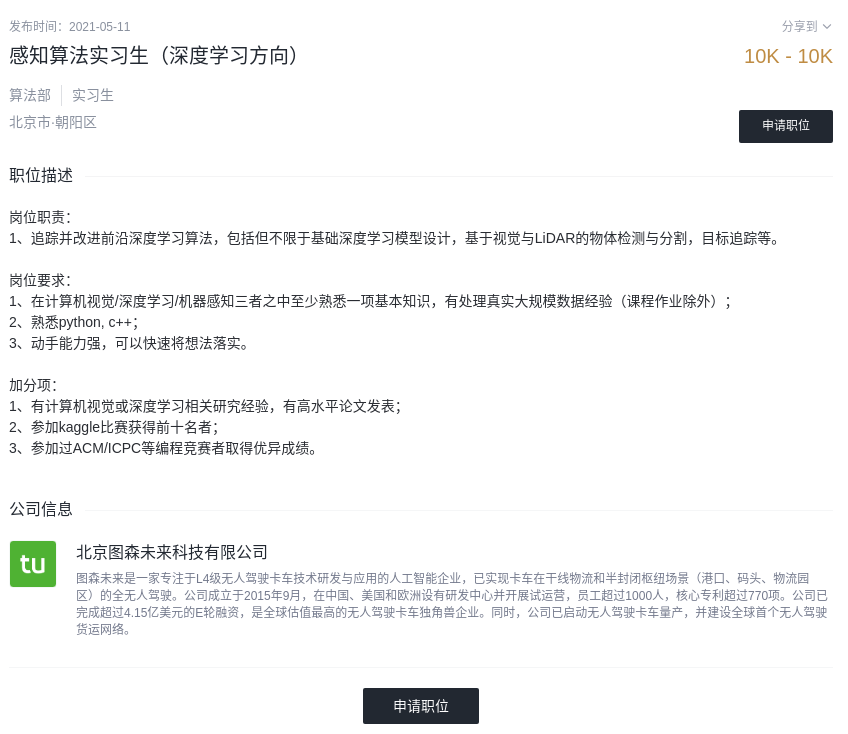 发布时间：2021-05-11
分享到
感知算法实习生（深度学习方向）
10K - 10K
算法部 实习生
北京市·朝阳区
申请职位
职位描述
岗位职责：
1、追踪并改进前沿深度学习算法，包括但不限于基础深度学习模型设计，基于视觉与LiDAR的物体检测与分割，目标追踪等。
岗位要求：
1、在计算机视觉/深度学习/机器感知三者之中至少熟悉一项基本知识，有处理真实大规模数据经验（课程作业除外）；
2、熟悉python, c++；
3、动手能力强，可以快速将想法落实。
加分项：
1、有计算机视觉或深度学习相关研究经验，有高水平论文发表；
2、参加kaggle比赛获得前十名者；
3、参加过ACM/ICPC等编程竞赛者取得优异成绩。
公司信息
tu
北京图森未来科技有限公司
图森未来是一家专注于L4级无人驾驶卡车技术研发与应用的人工智能企业，已实现卡车在干线物流和半封闭枢纽场景（港口、码头、物流园
区）的全无人驾驶。公司成立于2015年9月，在中国、美国和欧洲设有研发中心并开展试运营，员工超过1000人，核心专利超过770项。公司已
完成超过4.15亿美元的E轮融资，是全球估值最高的无人驾驶卡车独角兽企业。同时，公司已启动无人驾驶卡车量产，并建设全球首个无人驾驶
货运网络。
申请职位